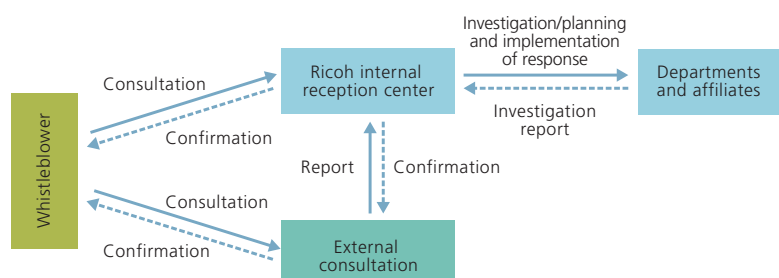 Whistleblower
Consultation
Confirmation
Consultation
Confirmation
Ricoh internal
reception center
Report
Confirmation
External
consultation
Investigation/planning
and implementation
of response
Investigation
report
Departments
and affiliates